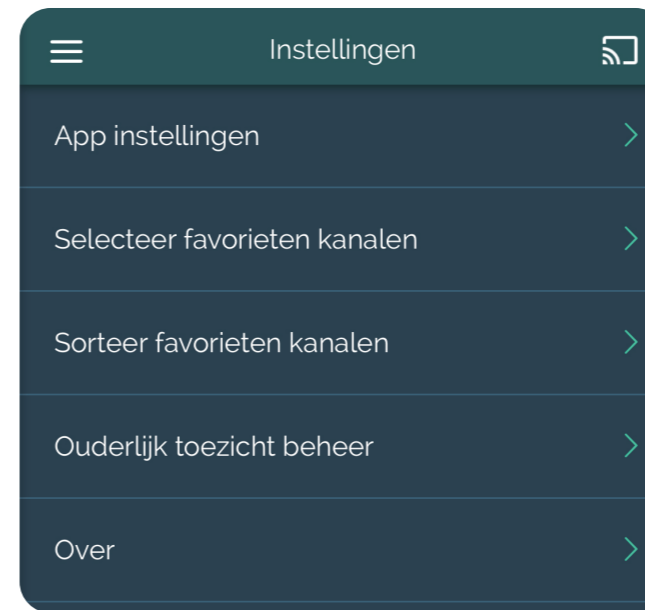 Instellingen
App instellingen
Selecteer favorieten kanalen
Sorteer favorieten kanalen
Ouderlijk toezicht beheer
Over